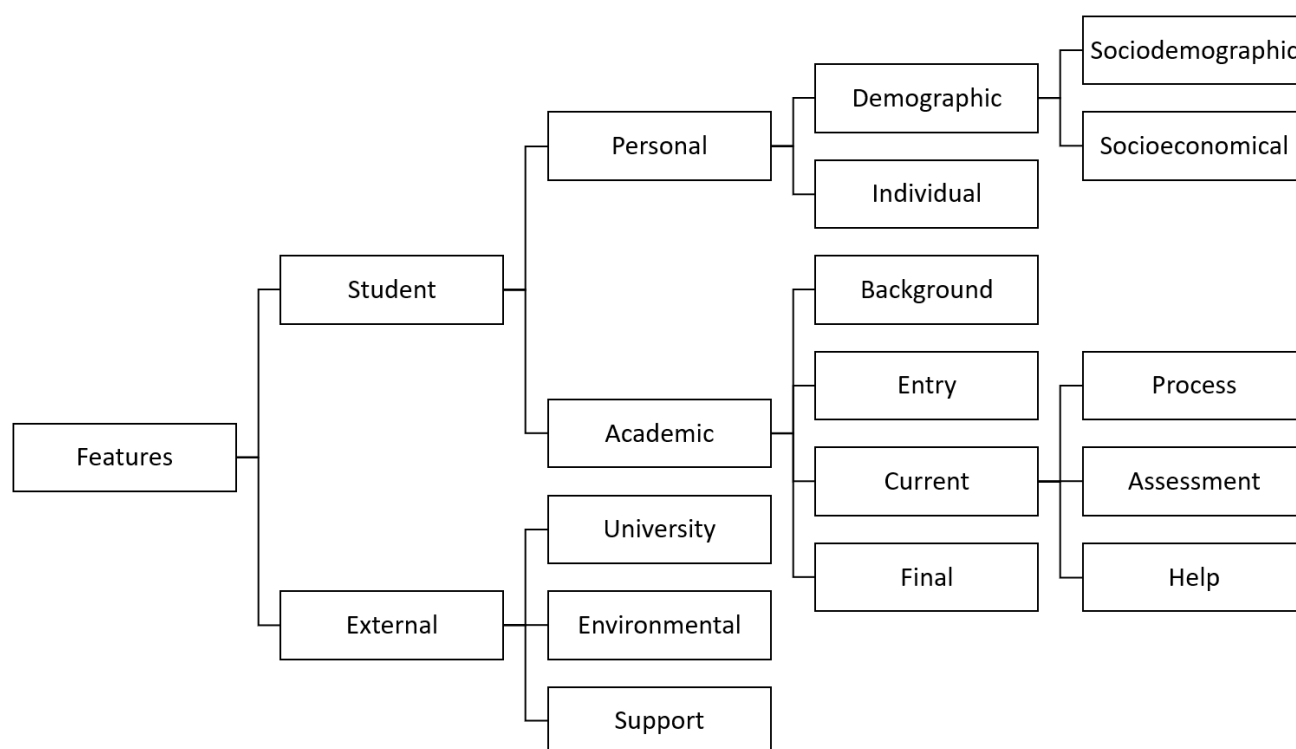 Sociodemographic
Demographic
Socioeconomical
Personal
Individual
Student
Background
Entry
Process
Academic
Features
Current
Assessment
University
Final
Help
External
Environmental
Support